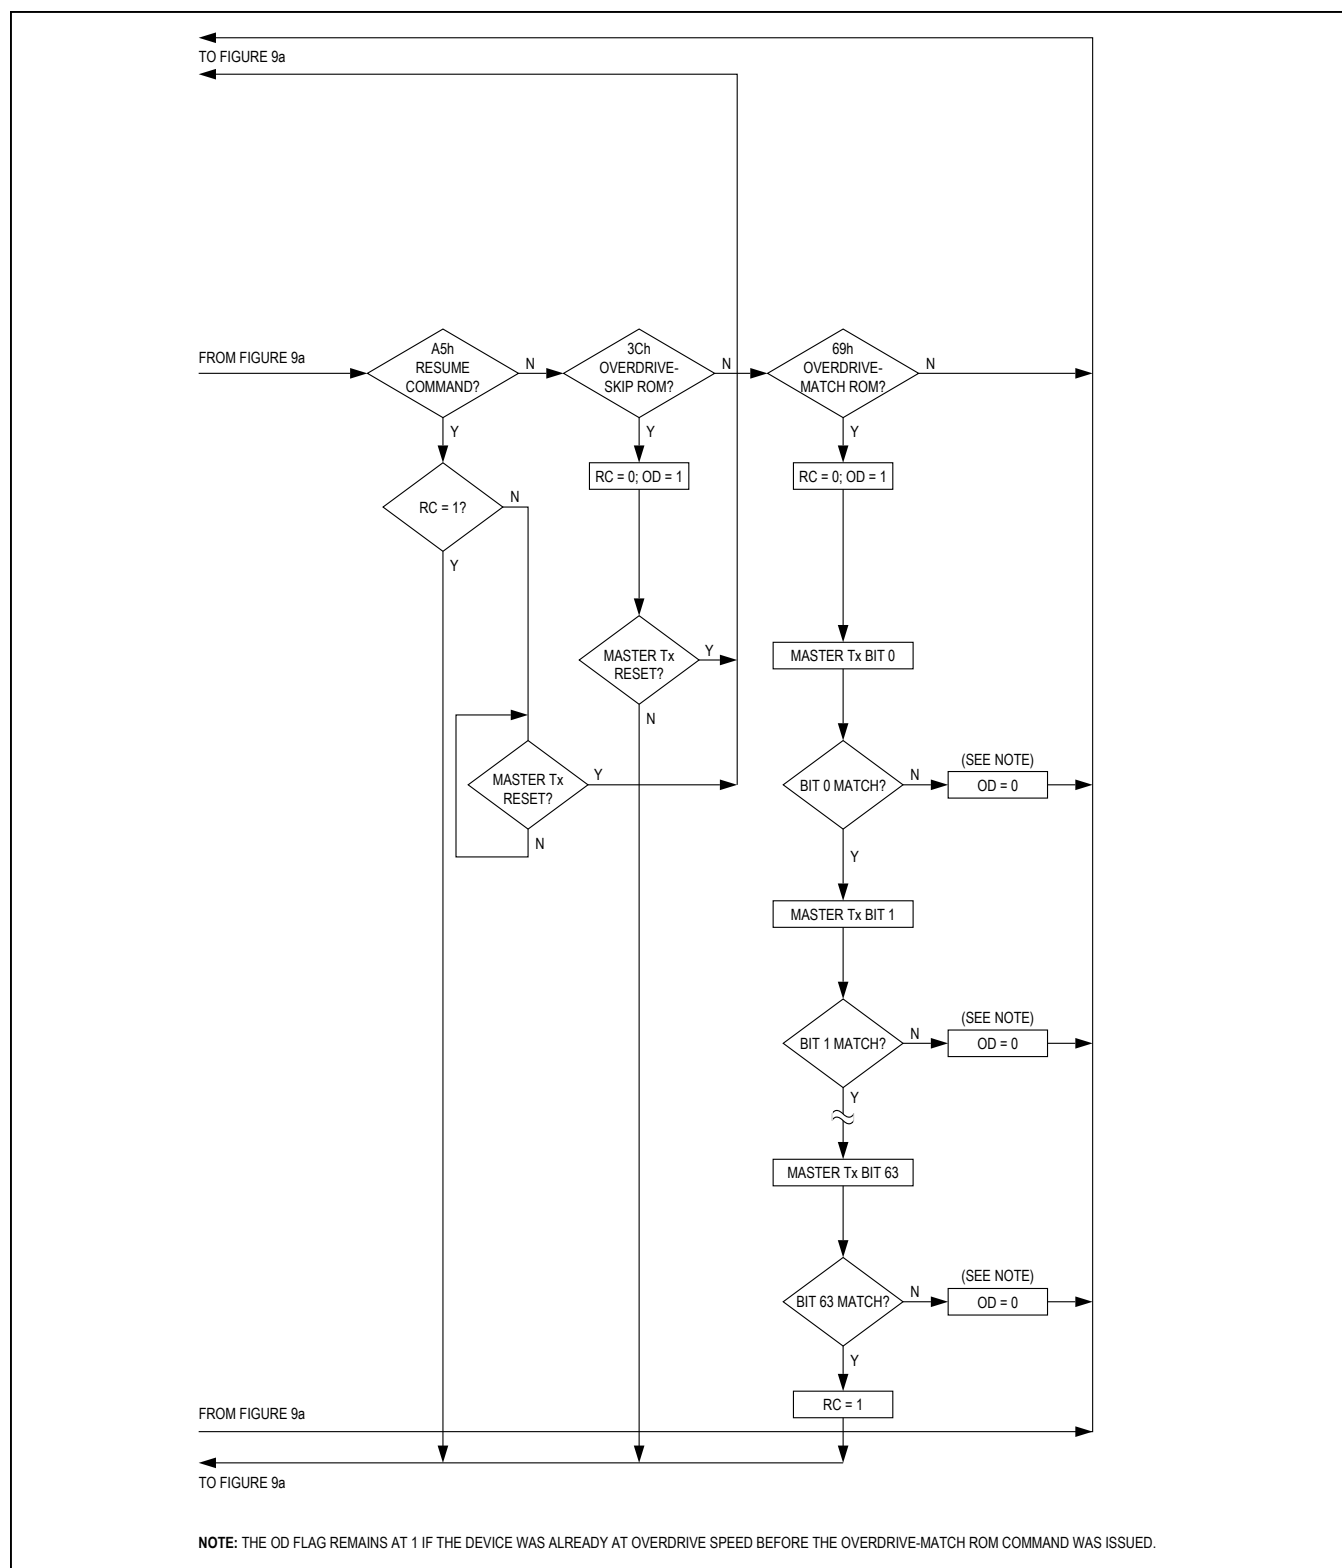 TO FIGURE 9a
FROM FIGURE 9a
A5h
RESUME
COMMAND?
N
Y
3Ch
OVERDRIVE-
SKIP ROM?
N
Y
69h
OVERDRIVE-
MATCH ROM?
N
Y
RC = 1?
N
Y
RC = 0; OD = 1
RC = 0; OD = 1
MASTER Tx
RESET?
Y
N
MASTER Tx BIT 0
MASTER Tx
RESET?
Y
N
BIT 0 MATCH?
N
Y
(SEE NOTE)
OD = 0
MASTER Tx BIT 1
BIT 1 MATCH?
N
Y
(SEE NOTE)
OD = 0
MASTER Tx BIT 63
BIT 63 MATCH?
N
Y
(SEE NOTE)
OD = 0
RC = 1
FROM FIGURE 9a
TO FIGURE 9a
NOTE: THE OD FLAG REMAINS AT 1 IF THE DEVICE WAS ALREADY AT OVERDRIVE SPEED BEFORE THE OVERDRIVE-MATCH ROM COMMAND WAS ISSUED.